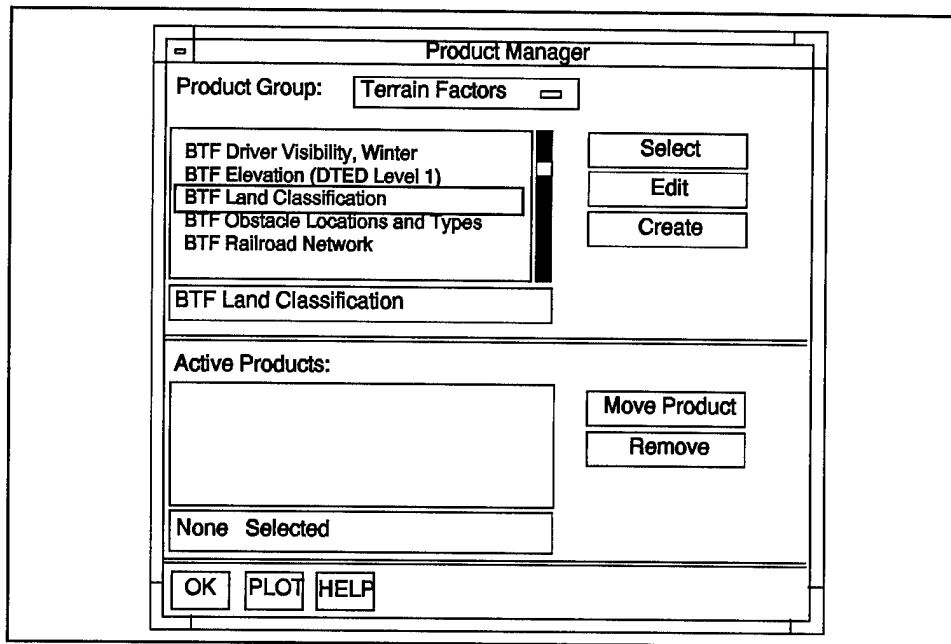 Product Manager
Product Group: Terrain Factors
BTF Driver Visibility, Winter
BTF Elevation (DTED Level 1)
BTF Land Classification
BTF Obstacle Locations and Types
BTF Railroad Network
BTF Land Classification
Select
Edit
Create
Active Products:
None Selected
Move Product
Remove
OK PLOT HELP